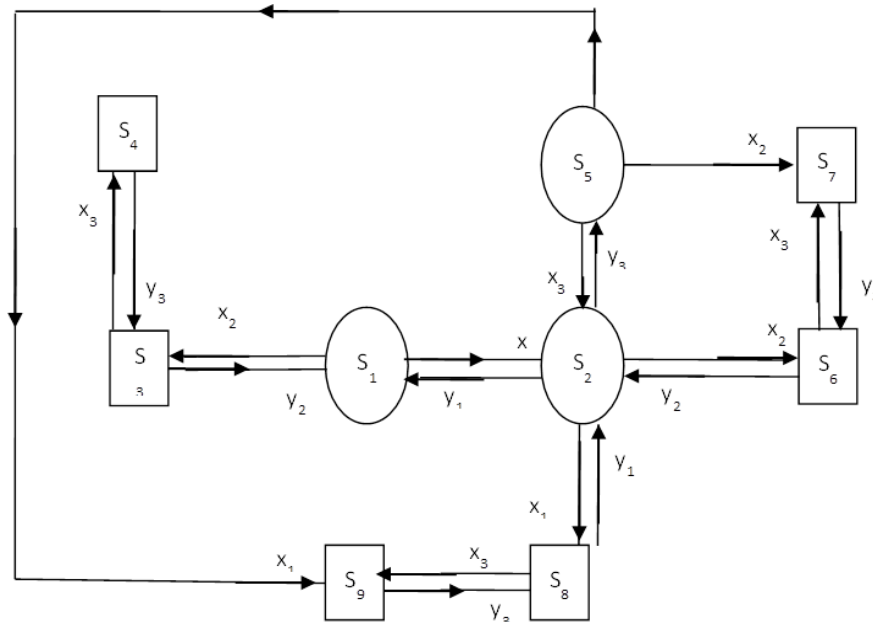 S₄
S₅
x₂
S₇
x₃
y₃
x₃
x₃
y₃
x₂
S
S₁
x
S₂
x₂
S₆
y₂
y₁
y₂
y₁
x₁
x₁
S₉
x₃
S₈
y₃